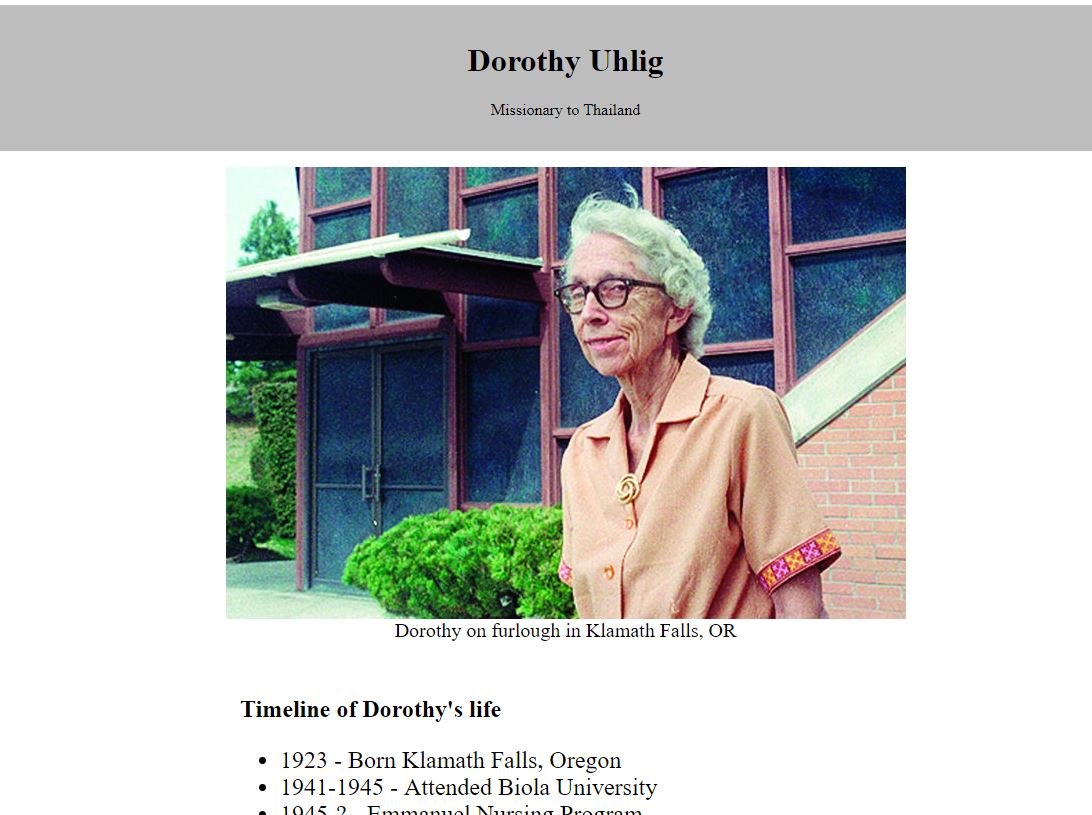 Dorothy Uhlig
Missionary to Thailand
Dorothy on furlough in Klamath Falls, OR
Timeline of Dorothy's life
• 1923 - Born Klamath Falls, Oregon
• 1941-1945 - Attended Biola University
• 1945-? - Emmanuel Nursing Program